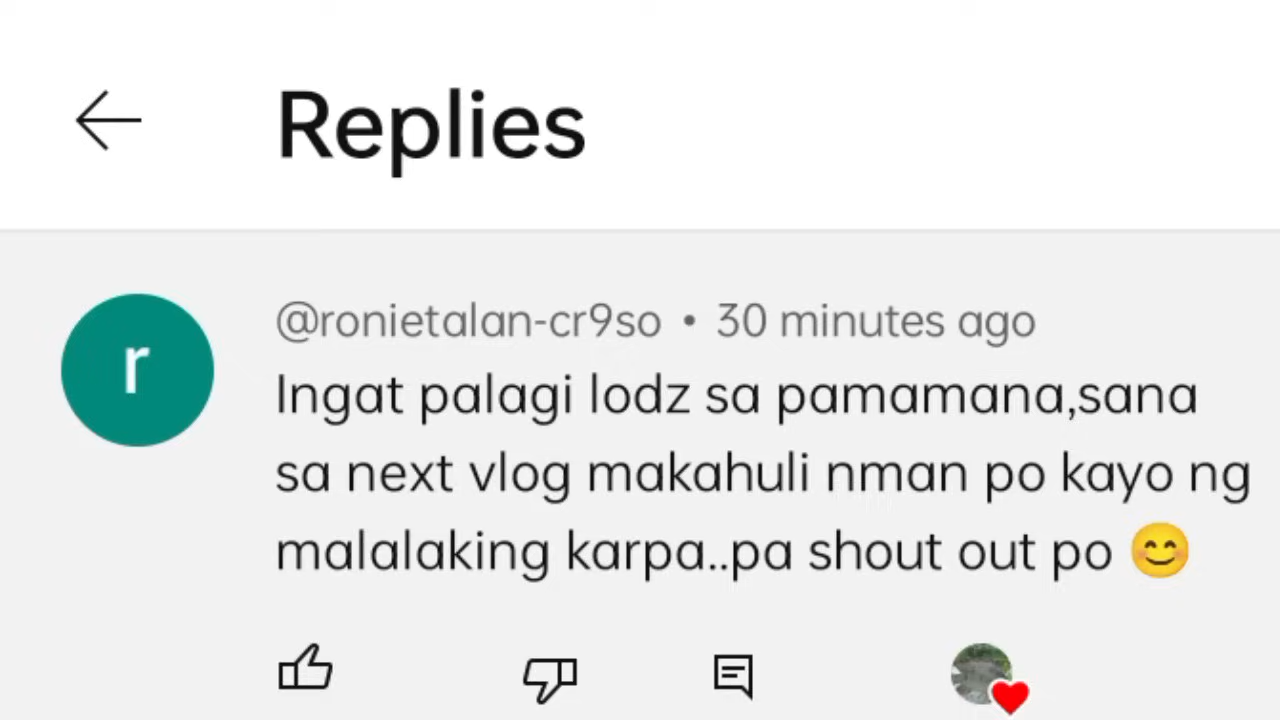 Replies
@ronietalan-cr9so • 30 minutes ago
r
Ingat palagi lodz sa pamamana,sana
sa next vlog makahuli nman po kayo ng
malalaking karpa..pa shout out po 😊